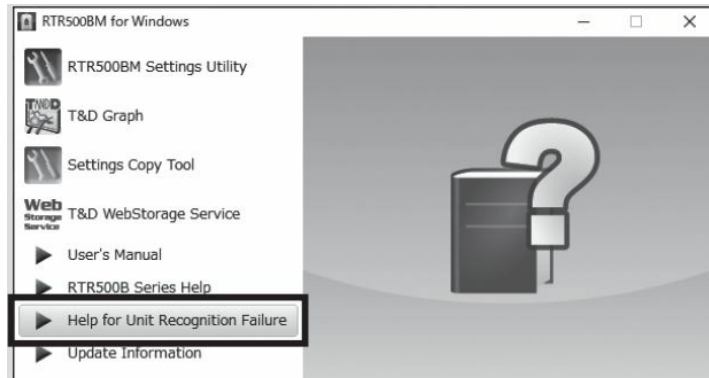 RTR500BM for Windows
RTR500BM Settings Utility
TAND
T&D Graph
Settings Copy Tool
Web
Storage
Service
T&D WebStorage Service
User's Manual
RTR500B Series Help
Help for Unit Recognition Failure
Update Information